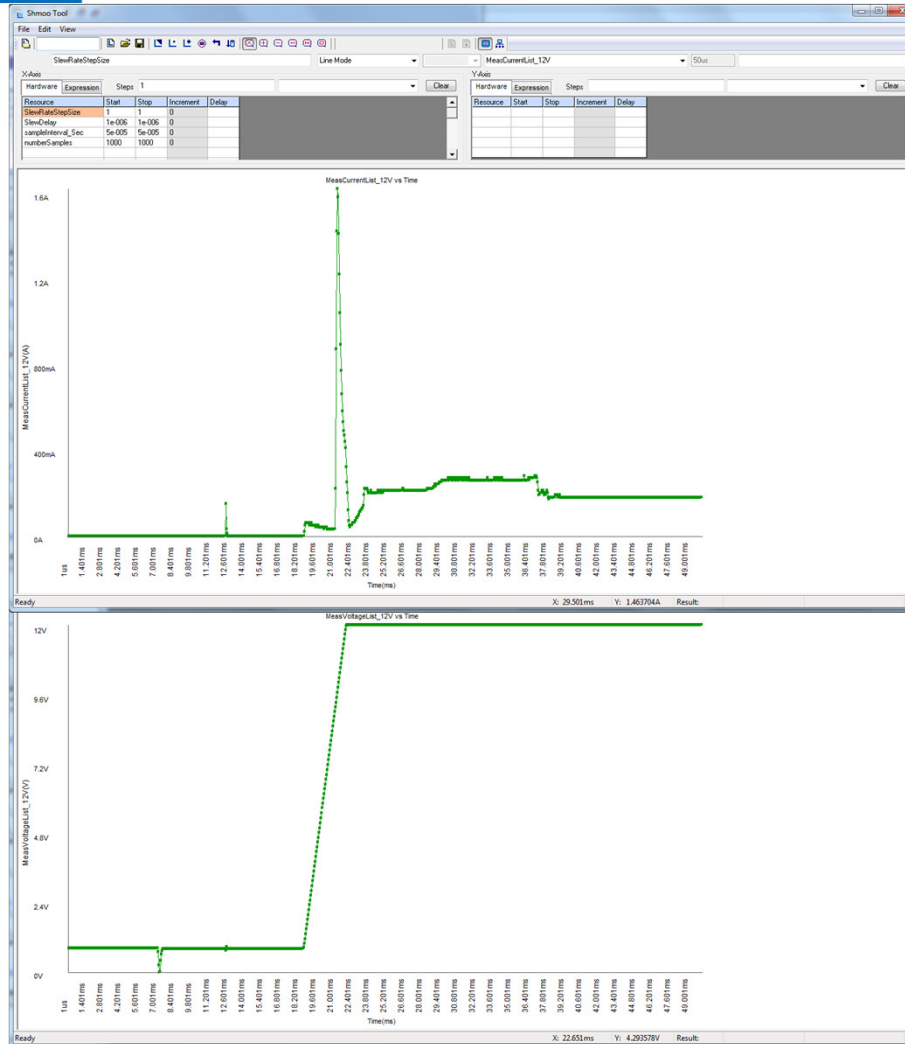 Shmoo Tool
File Edit View
SlewRateStepSize Line Mode MeasCurrentList_12V 50us
X-Axis Y-Axis
Hardware Expression Steps 1 Clear Hardware Expression Steps Clear
Resource Start Stop Increment Delay Resource Start Stop Increment Delay
SlewRateStepSize 1 1 0
SlewDelay 1e-006 1e-006 0
sampleInterval_Sec 5e-005 5e-005 0
numberSamples 1000 1000 0
MeasCurrentList_12V vs Time
1.6A
1.2A
MeasCurrentList_12V(A)
800mA
400mA
0A
1us 1.401ms 2.801ms 4.201ms 5.601ms 7.001ms 8.401ms 9.801ms 11.201ms 12.601ms 14.001ms 15.401ms 16.801ms 18.201ms 19.601ms 21.001ms 22.401ms 23.801ms 25.201ms 26.601ms 28.001ms 29.401ms 30.801ms 32.201ms 33.601ms 35.001ms 36.401ms 37.801ms 39.201ms 40.601ms 42.001ms 43.401ms 44.801ms 46.201ms 47.601ms 49.001ms
Time(ms)
Ready X: 29.501ms Y: 1.463704A Result:
MeasVoltageList_12V vs Time
12V
9.6V
7.2V
MeasVoltageList_12V(V)
4.8V
2.4V
0V
1us 1.401ms 2.801ms 4.201ms 5.601ms 7.001ms 8.401ms 9.801ms 11.201ms 12.601ms 14.001ms 15.401ms 16.801ms 18.201ms 19.601ms 21.001ms 22.401ms 23.801ms 25.201ms 26.601ms 28.001ms 29.401ms 30.801ms 32.201ms 33.601ms 35.001ms 36.401ms 37.801ms 39.201ms 40.601ms 42.001ms 43.401ms 44.801ms 46.201ms 47.601ms 49.001ms
Time(ms)
Ready X: 22.651ms Y: 4.293578V Result: